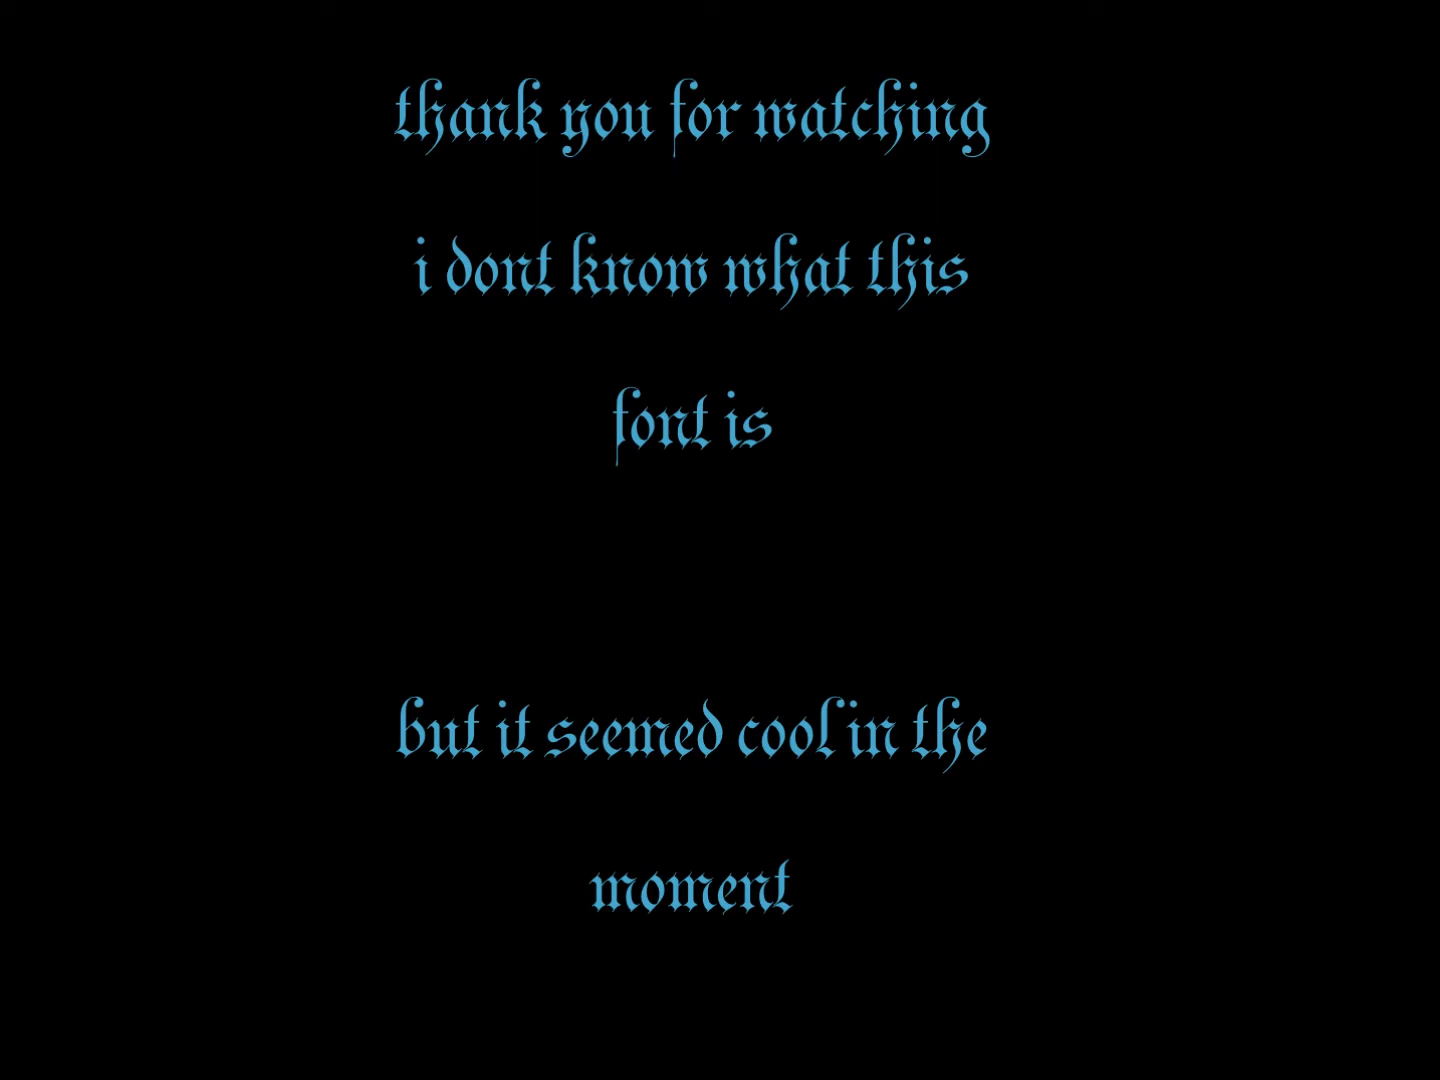 thank you for watching
i dont know what this
font is
but it seemed cool in the
moment